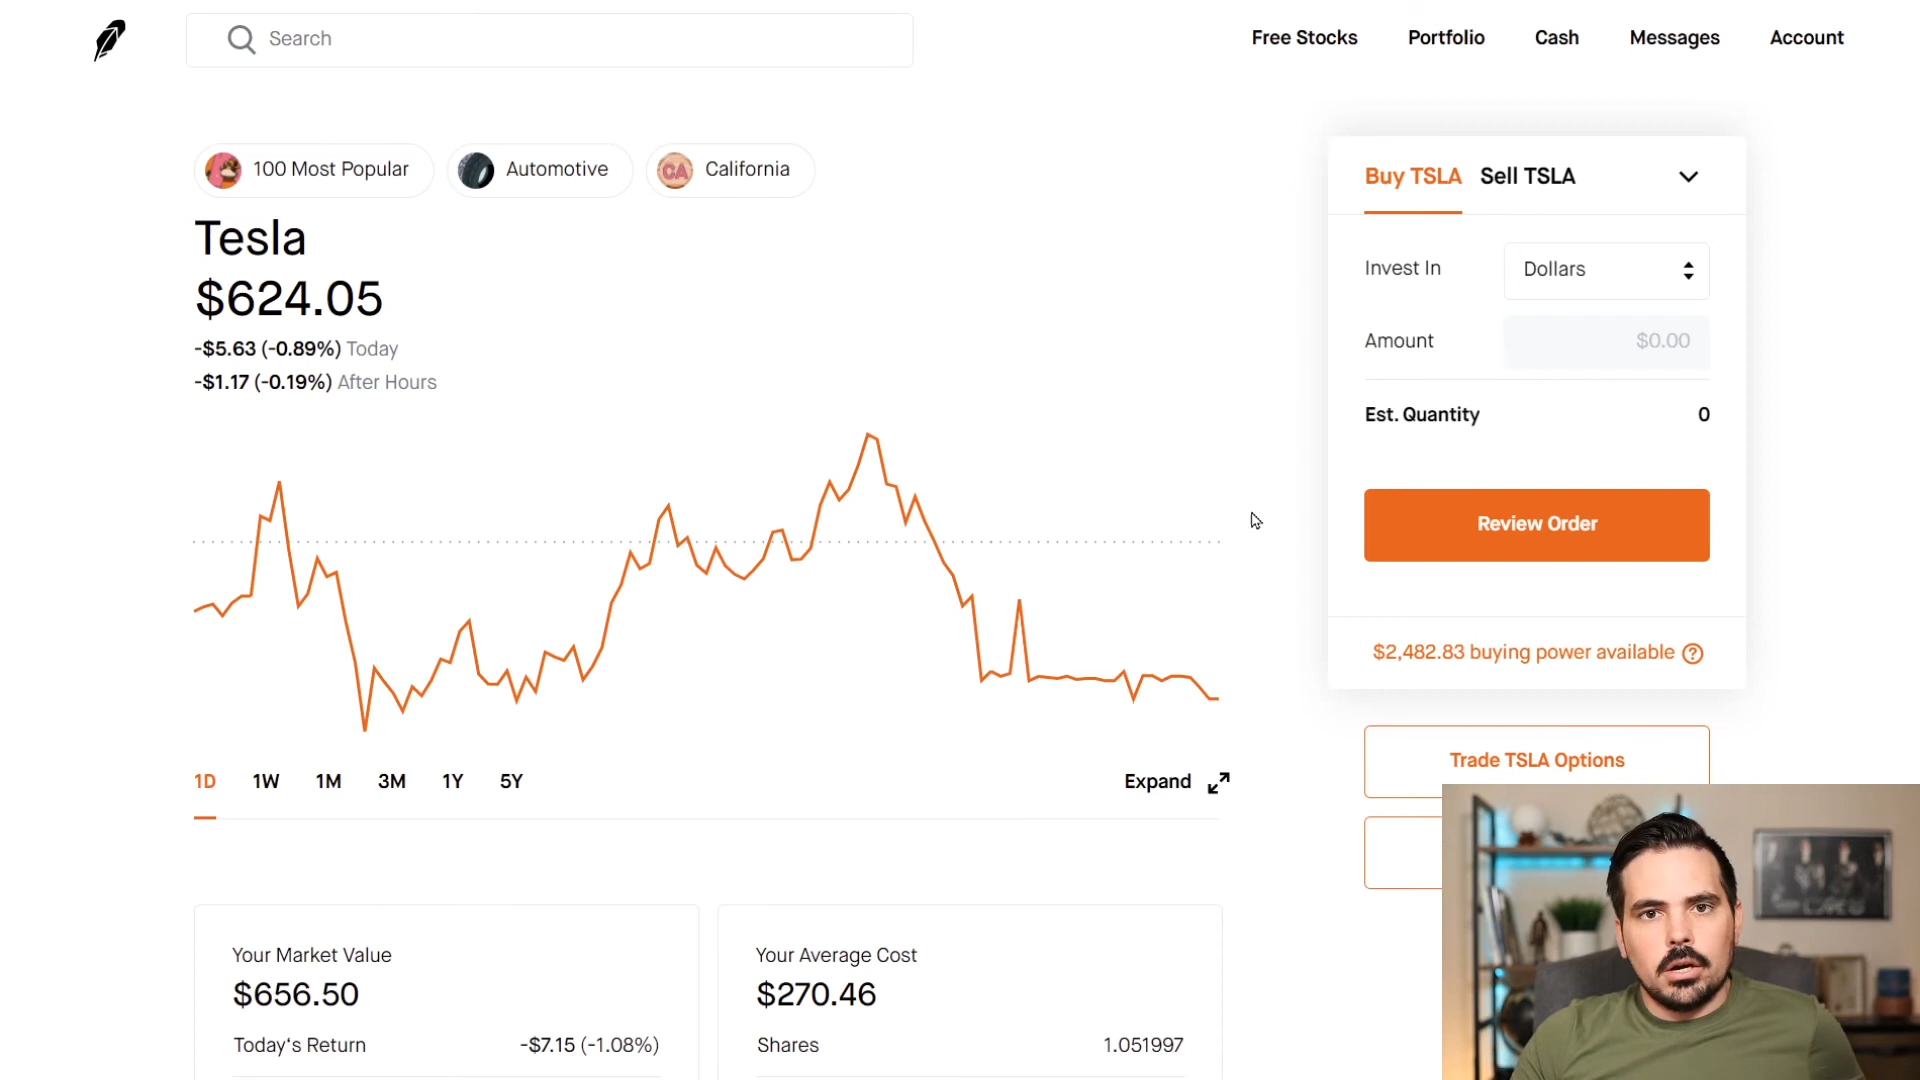 Search
Free Stocks
Portfolio
Cash
Messages
Account
100 Most Popular
Automotive
CA
California
Tesla
$624.05
-$5.63 (-0.89%) Today
-$1.17 (-0.19%) After Hours
1D
1W
1M
3M
1Y
5Y
Expand
Your Market Value
$656.50
Today's Return
-$7.15 (-1.08%)
Your Average Cost
$270.46
Shares
1.051997
Buy TSLA
Sell TSLA
Invest In
Dollars
Amount
$0.00
Est. Quantity
0
Review Order
$2,482.83 buying power available ?
Trade TSLA Options